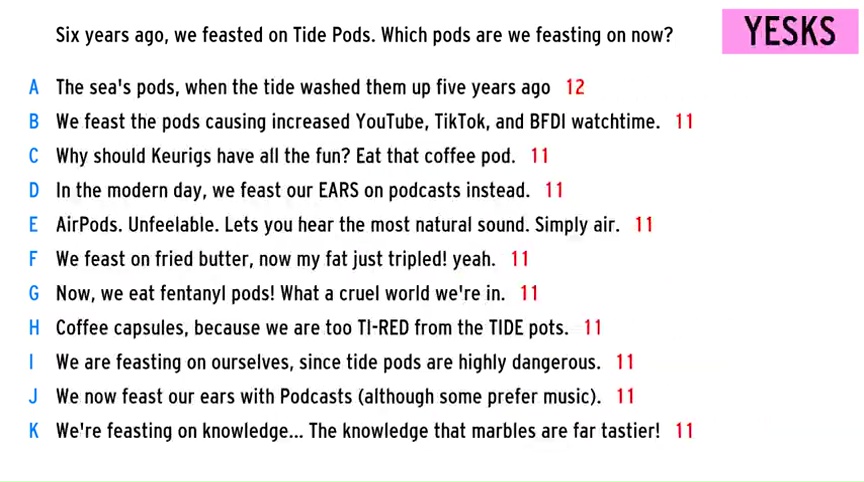 Six years ago, we feasted on Tide Pods. Which pods are we feasting on now?
YESKS
A The sea's pods, when the tide washed them up five years ago 12
B We feast the pods causing increased YouTube, TikTok, and BFDI watchtime. 11
C Why should Keurigs have all the fun? Eat that coffee pod. 11
D In the modern day, we feast our EARS on podcasts instead. 11
E AirPods. Unfeelable. Lets you hear the most natural sound. Simply air. 11
F We feast on fried butter, now my fat just tripled! yeah. 11
G Now, we eat fentanyl pods! What a cruel world we're in. 11
H Coffee capsules, because we are too TI-RED from the TIDE pots. 11
I We are feasting on ourselves, since tide pods are highly dangerous. 11
J We now feast our ears with Podcasts (although some prefer music). 11
K We're feasting on knowledge... The knowledge that marbles are far tastier! 11